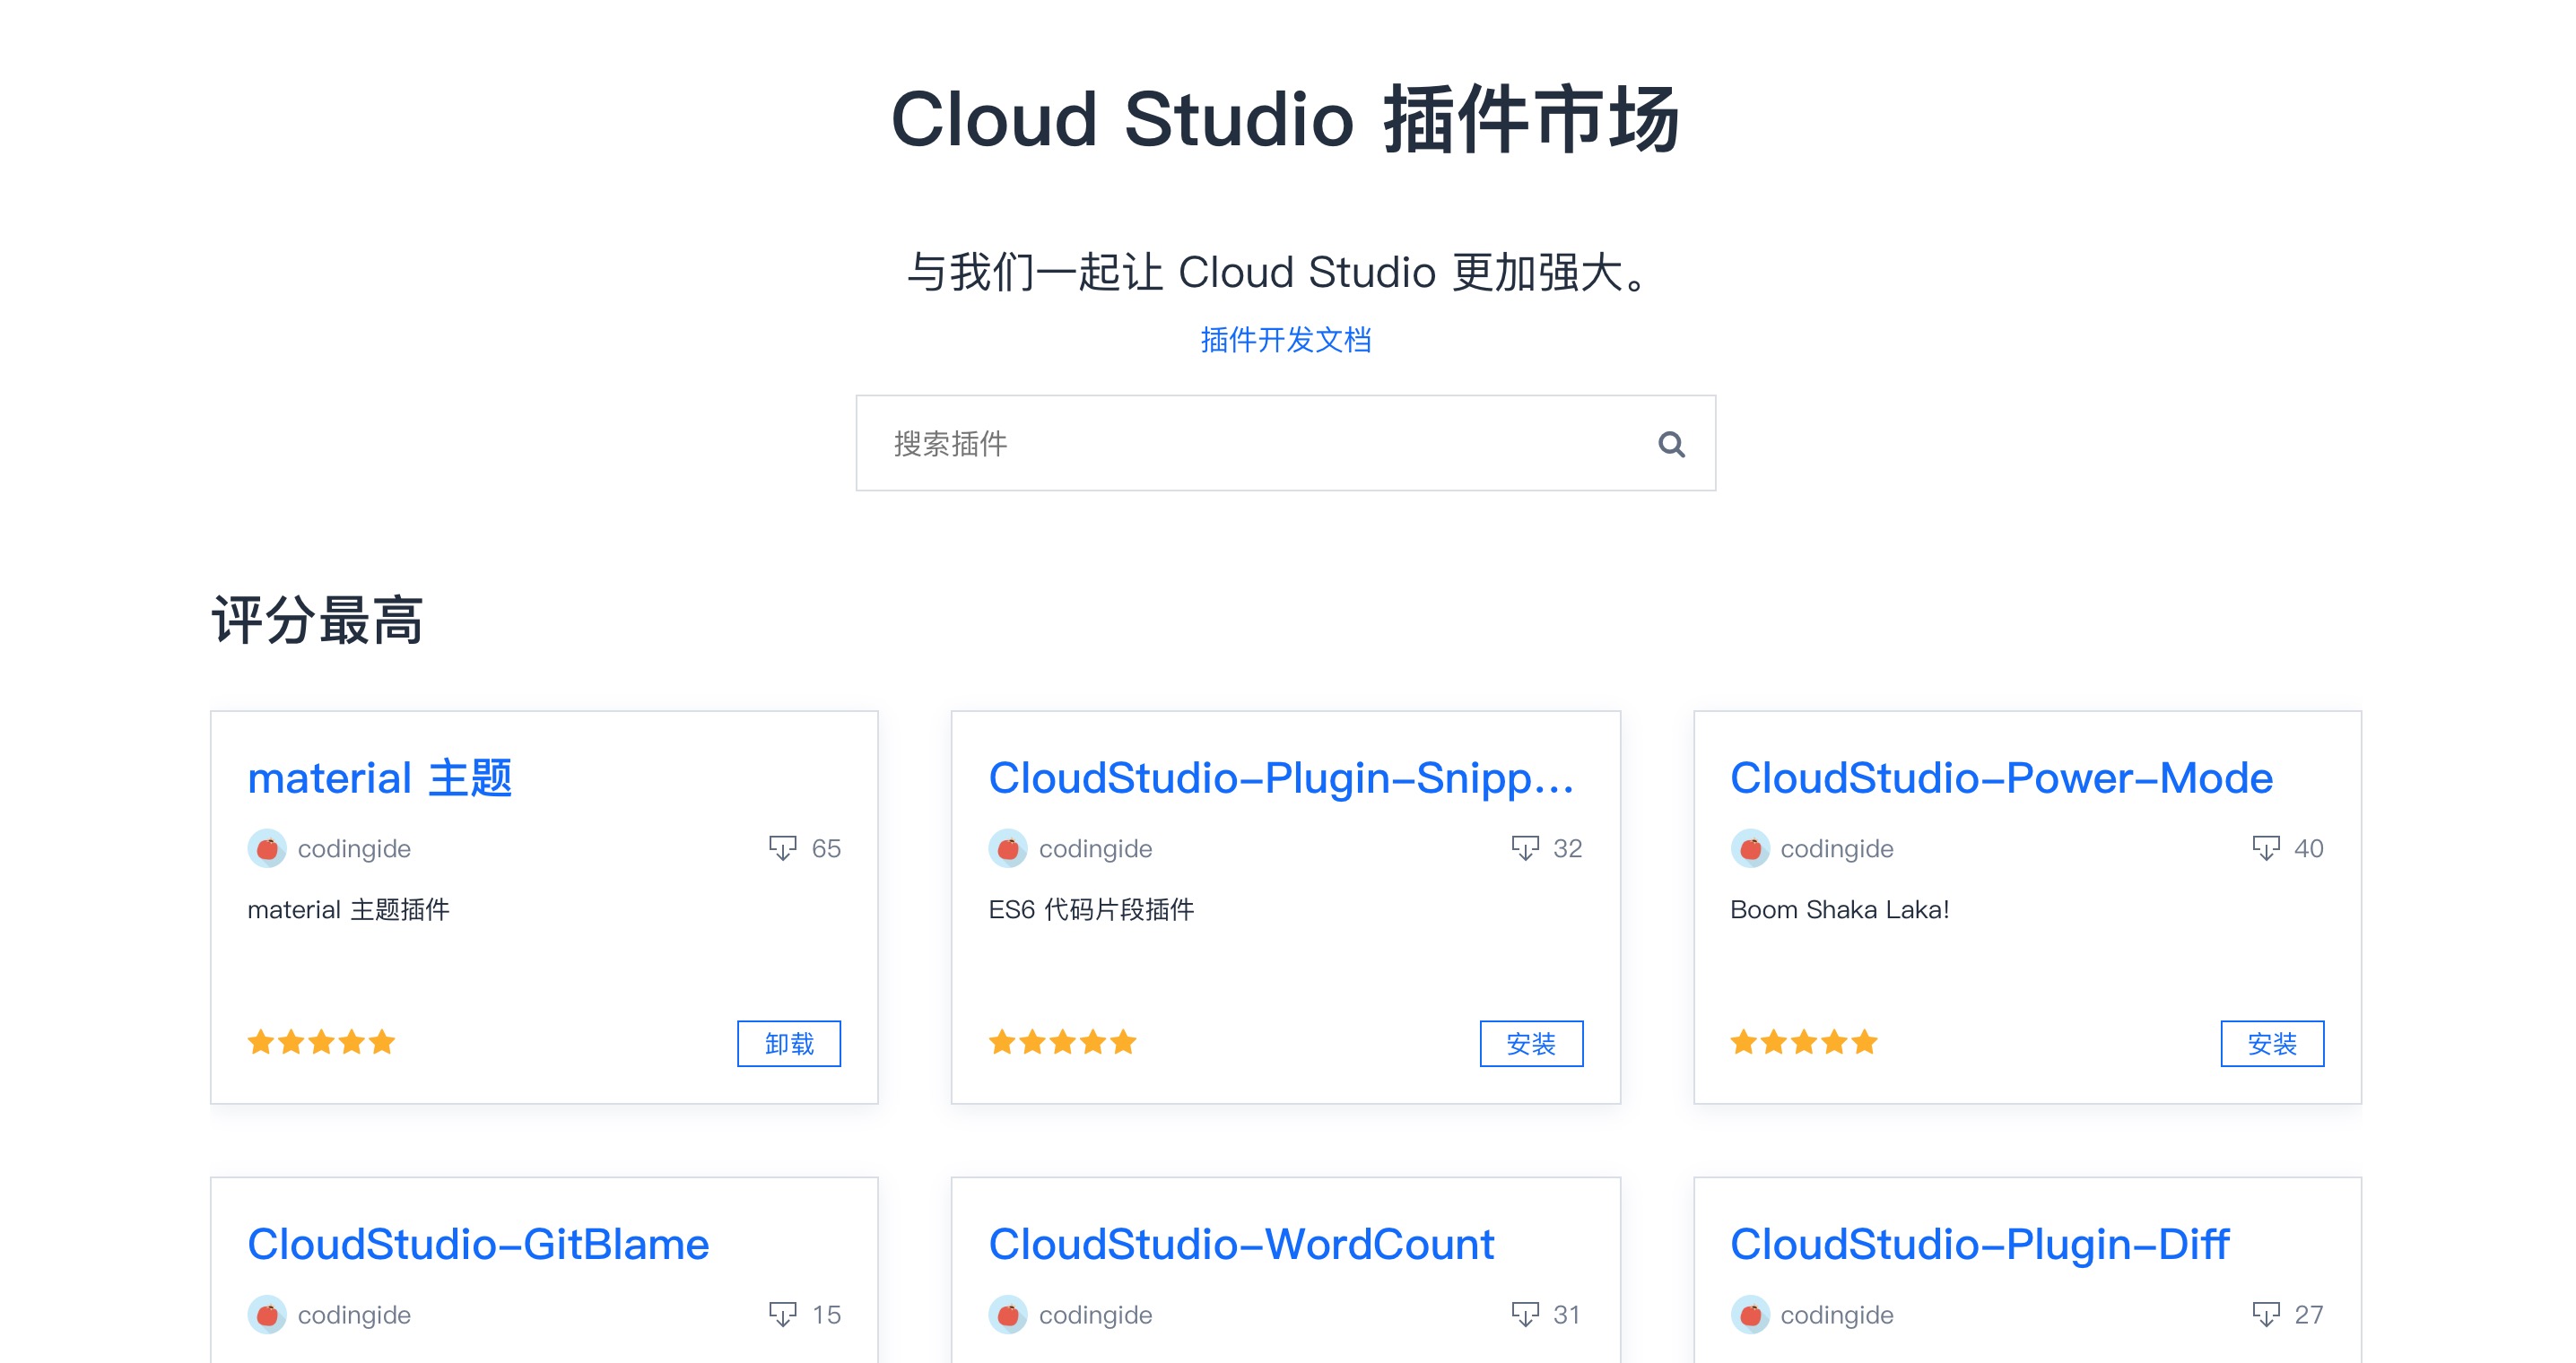 Cloud Studio 插件市场
与我们一起让 Cloud Studio 更加强大。
插件开发文档
搜索插件
评分最高
material 主题
codingide 65
material 主题插件
卸载
CloudStudio-Plugin-Snipp...
codingide 32
ES6 代码片段插件
安装
CloudStudio-Power-Mode
codingide 40
Boom Shaka Laka!
安装
CloudStudio-GitBlame
codingide 15
CloudStudio-WordCount
codingide 31
CloudStudio-Plugin-Diff
codingide 27